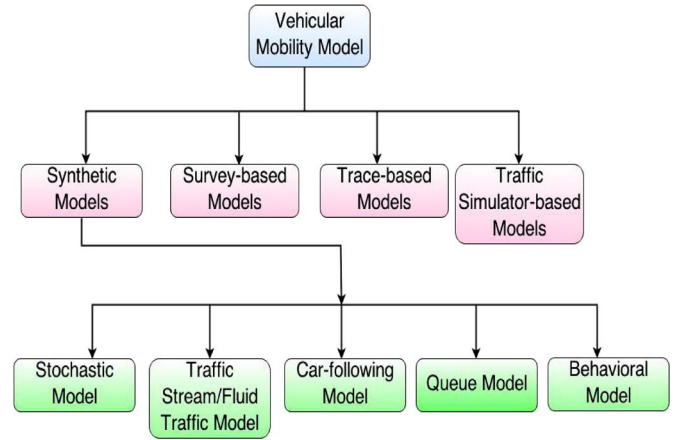 Vehicular
Mobility Model
Synthetic
Models
Survey-based
Models
Trace-based
Models
Traffic
Simulator-based
Models
Stochastic
Model
Traffic
Stream/Fluid
Traffic Model
Car-following
Model
Queue Model
Behavioral
Model